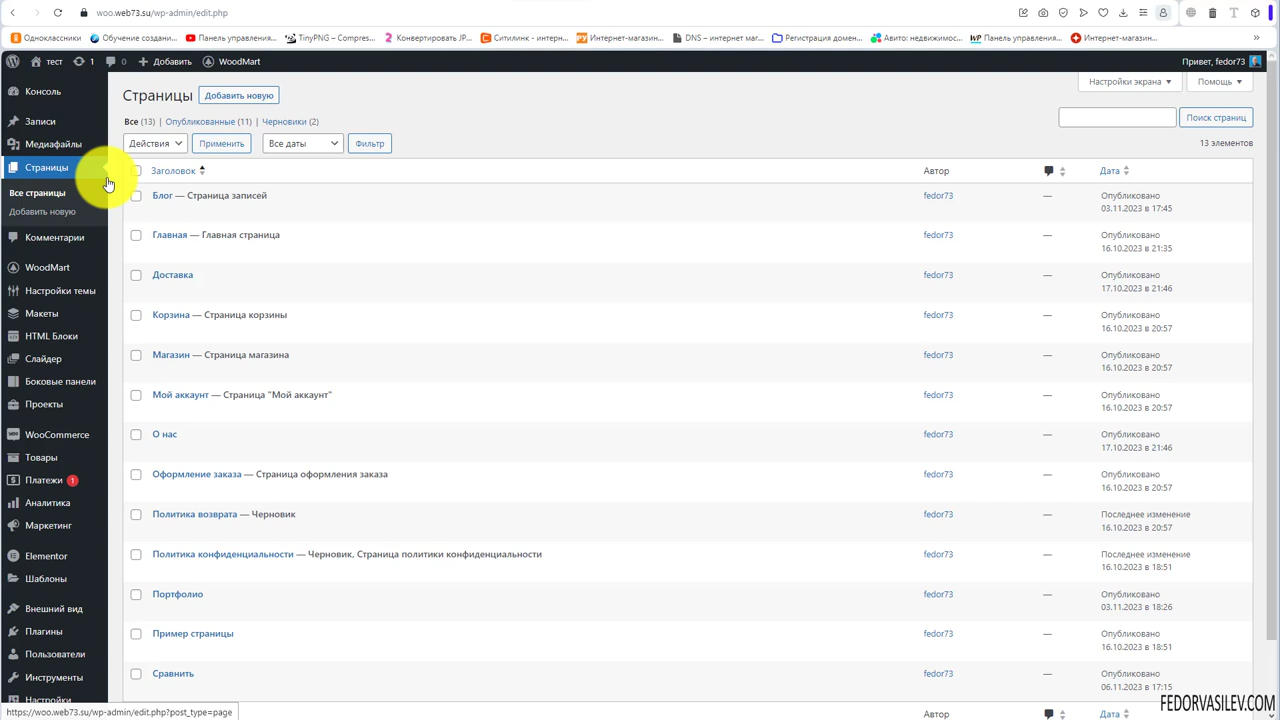 woo.web73.su/wp-admin/edit.php
Одноклассники
Обучение создани...
Панель управления...
TinyPNG – Compres...
Конвертировать JP...
Ситилинк - интерн...
Интернет-магазин...
DNS – интернет маг...
Регистрация домен...
Авито: недвижимос...
Панель управления...
Интернет-магазин...
тест
1
0
Добавить
WoodMart
Привет, fedor73
Консоль
Записи
Медиафайлы
Страницы
Все страницы
Добавить новую
Комментарии
WoodMart
Настройки темы
Макеты
HTML Блоки
Слайдер
Боковые панели
Проекты
WooCommerce
Товары
Платежи 1
Аналитика
Маркетинг
Elementor
Шаблоны
Внешний вид
Плагины
Пользователи
Инструменты
Настройки
Настройки экрана
Помощь
Страницы
Добавить новую
Все (13) | Опубликованные (11) | Черновики (2)
Поиск страниц
Действия
Применить
Все даты
Фильтр
13 элементов
Заголовок
Автор
Дата
Блог — Страница записей
fedor73
—
Опубликовано
03.11.2023 в 17:45
Главная — Главная страница
fedor73
—
Опубликовано
16.10.2023 в 21:35
Доставка
fedor73
—
Опубликовано
17.10.2023 в 21:46
Корзина — Страница корзины
fedor73
—
Опубликовано
16.10.2023 в 20:57
Магазин — Страница магазина
fedor73
—
Опубликовано
16.10.2023 в 20:57
Мой аккаунт — Страница "Мой аккаунт"
fedor73
—
Опубликовано
16.10.2023 в 20:57
О нас
fedor73
—
Опубликовано
17.10.2023 в 21:46
Оформление заказа — Страница оформления заказа
fedor73
—
Опубликовано
16.10.2023 в 20:57
Политика возврата — Черновик
fedor73
—
Последнее изменение
16.10.2023 в 20:57
Политика конфиденциальности — Черновик, Страница политики конфиденциальности
fedor73
—
Последнее изменение
16.10.2023 в 18:51
Портфолио
fedor73
—
Опубликовано
03.11.2023 в 18:26
Пример страницы
fedor73
—
Опубликовано
16.10.2023 в 18:51
Сравнить
fedor73
—
Опубликовано
06.11.2023 в 17:15
Автор
Дата
https://woo.web73.su/wp-admin/edit.php?post_type=page
FEDORVASILEV.COM